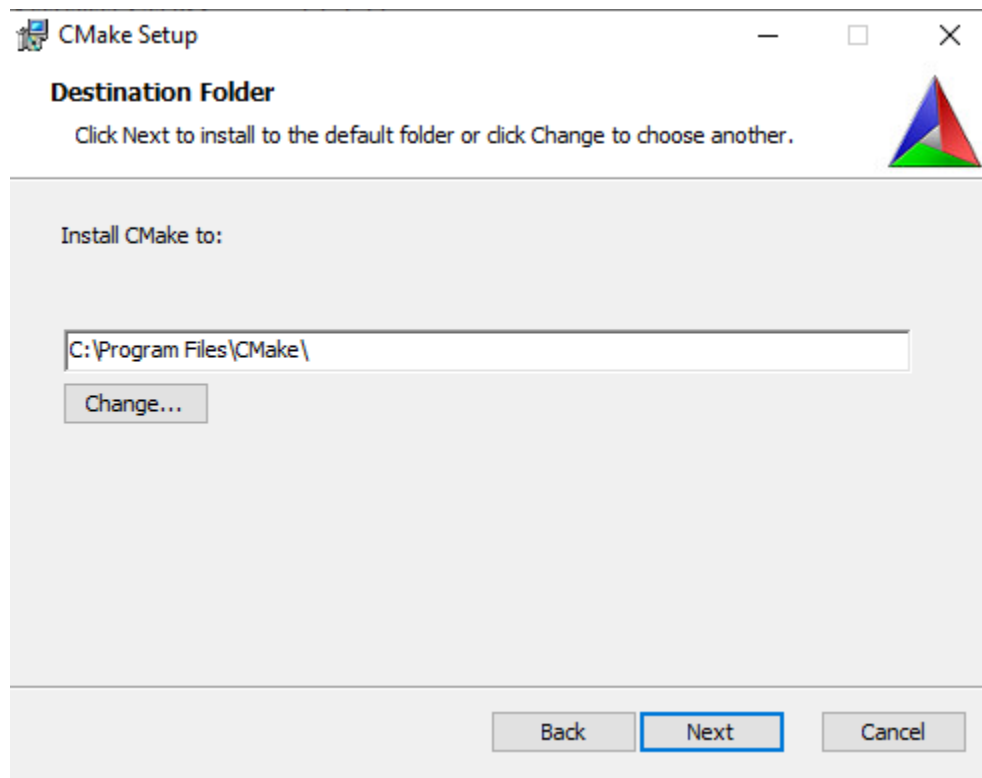 CMake Setup
Destination Folder
Click Next to install to the default folder or click Change to choose another.
Install CMake to:
C:\Program Files\CMake\
Change...
Back Next Cancel